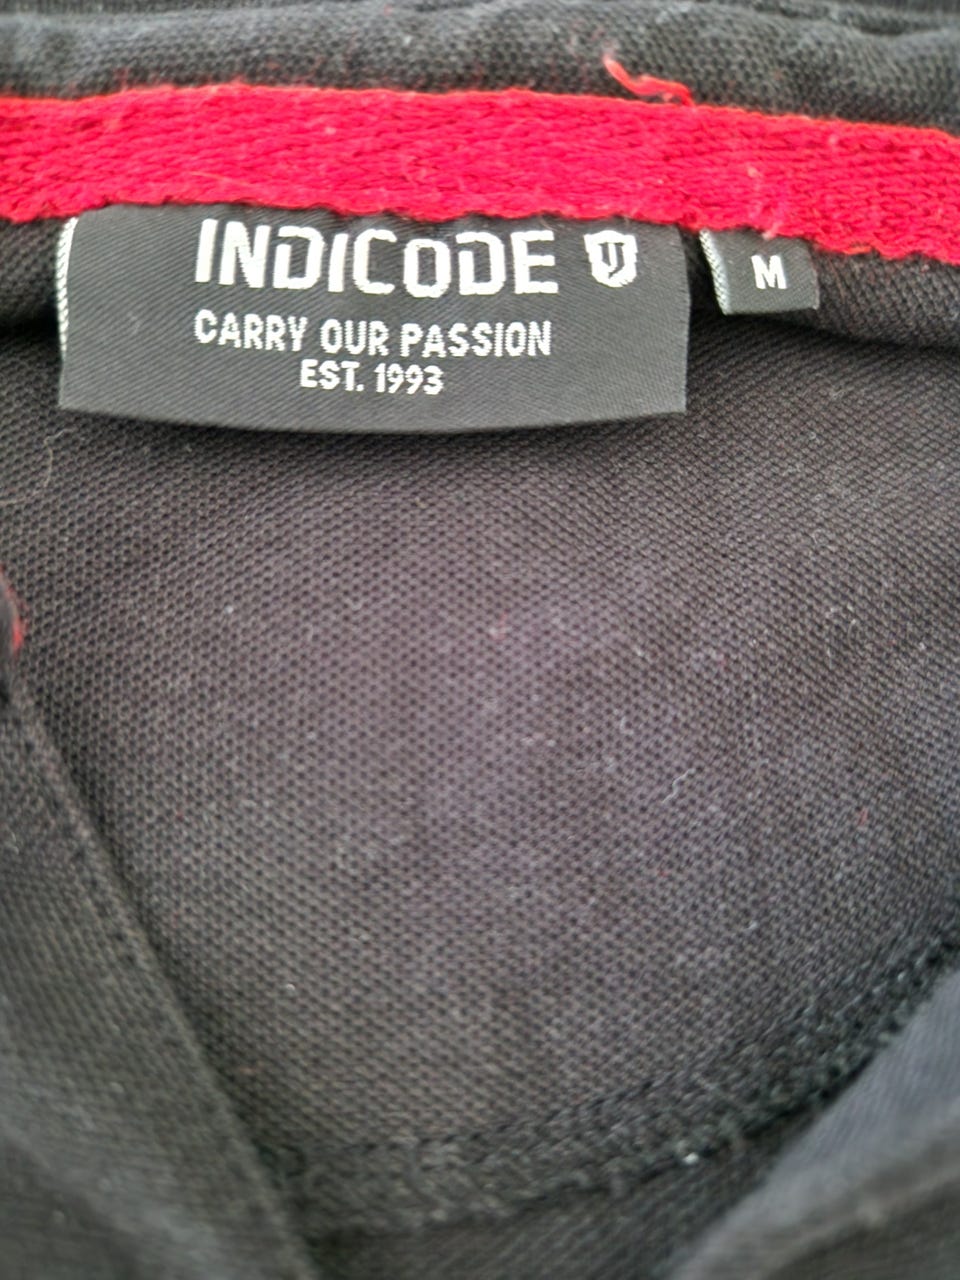 INDICODE
CARRY OUR PASSION
EST. 1993
M